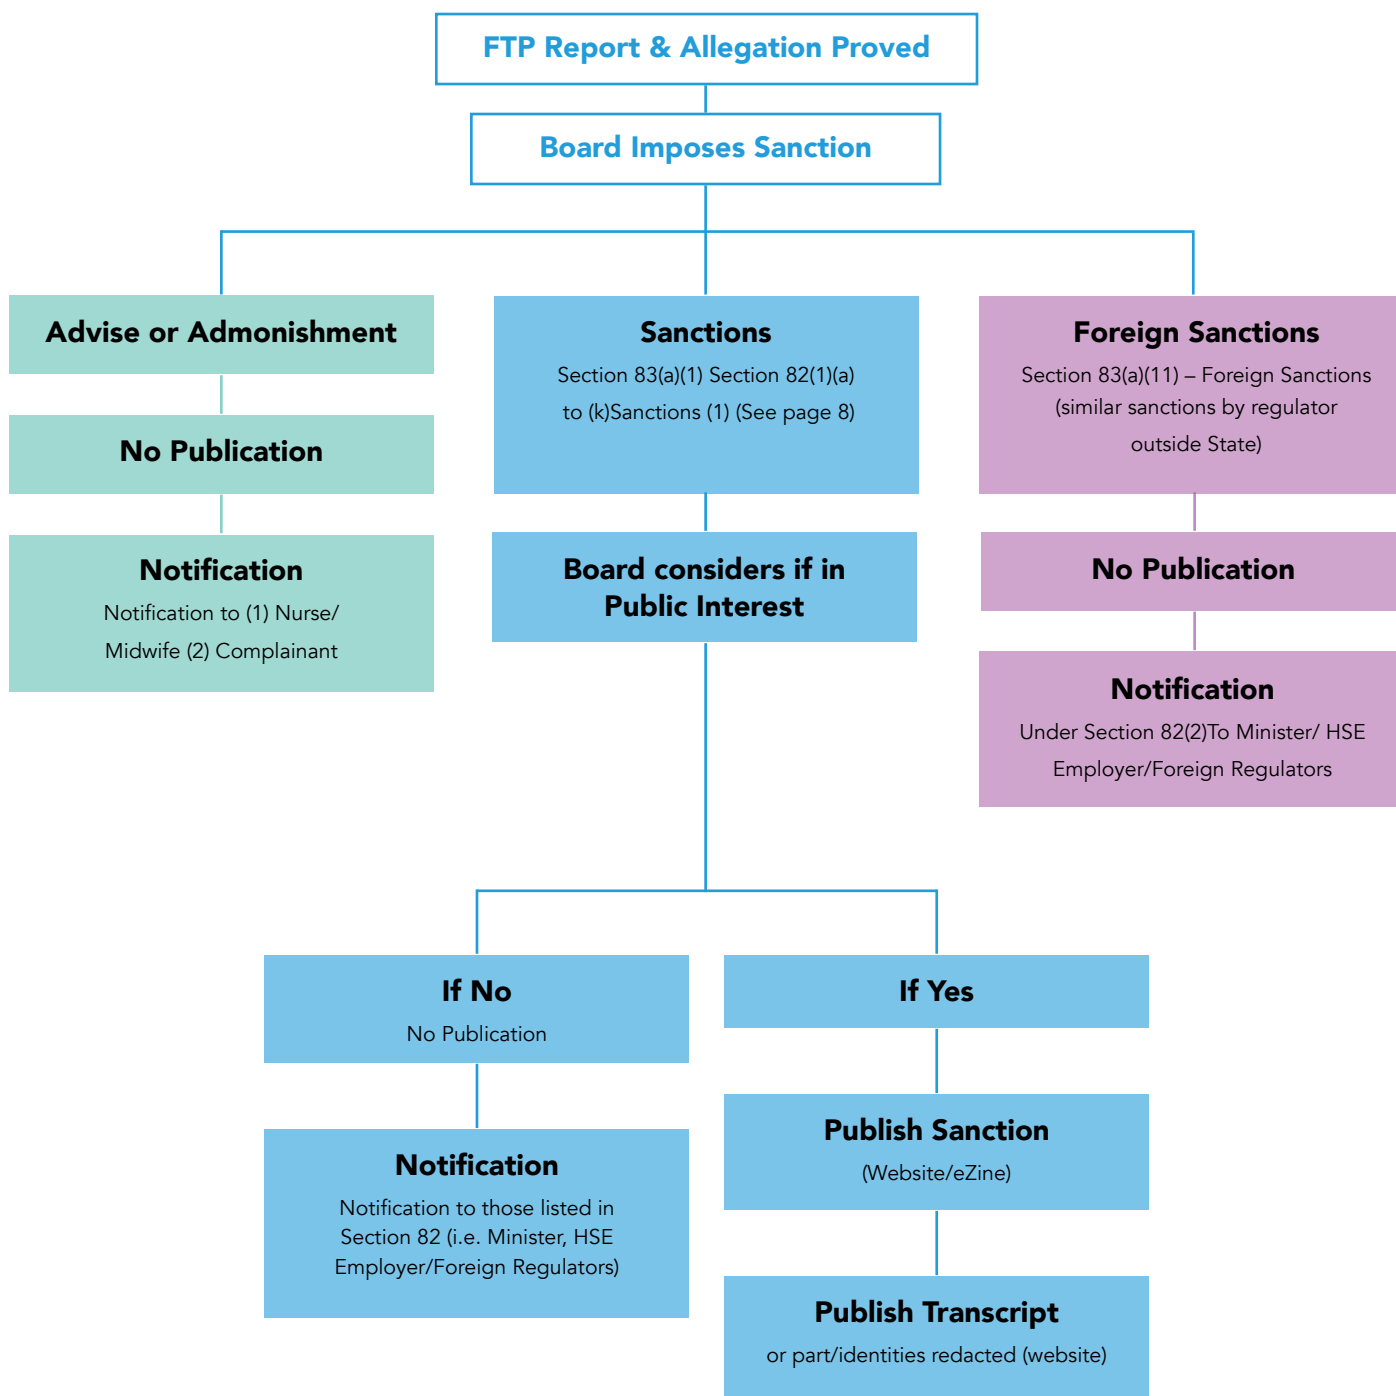 FTP Report & Allegation Proved
Board Imposes Sanction
Advise or Admonishment
No Publication
Notification
Notification to (1) Nurse/
Midwife (2) Complainant
Sanctions
Section 83(a)(1) Section 82(1)(a)
to (k)Sanctions (1) (See page 8)
Board considers if in
Public Interest
Foreign Sanctions
Section 83(a)(11) – Foreign Sanctions
(similar sanctions by regulator
outside State)
No Publication
Notification
Under Section 82(2)To Minister/ HSE
Employer/Foreign Regulators
If No
No Publication
Notification
Notification to those listed in
Section 82 (i.e. Minister, HSE
Employer/Foreign Regulators)
If Yes
Publish Sanction
(Website/eZine)
Publish Transcript
or part/identities redacted (website)